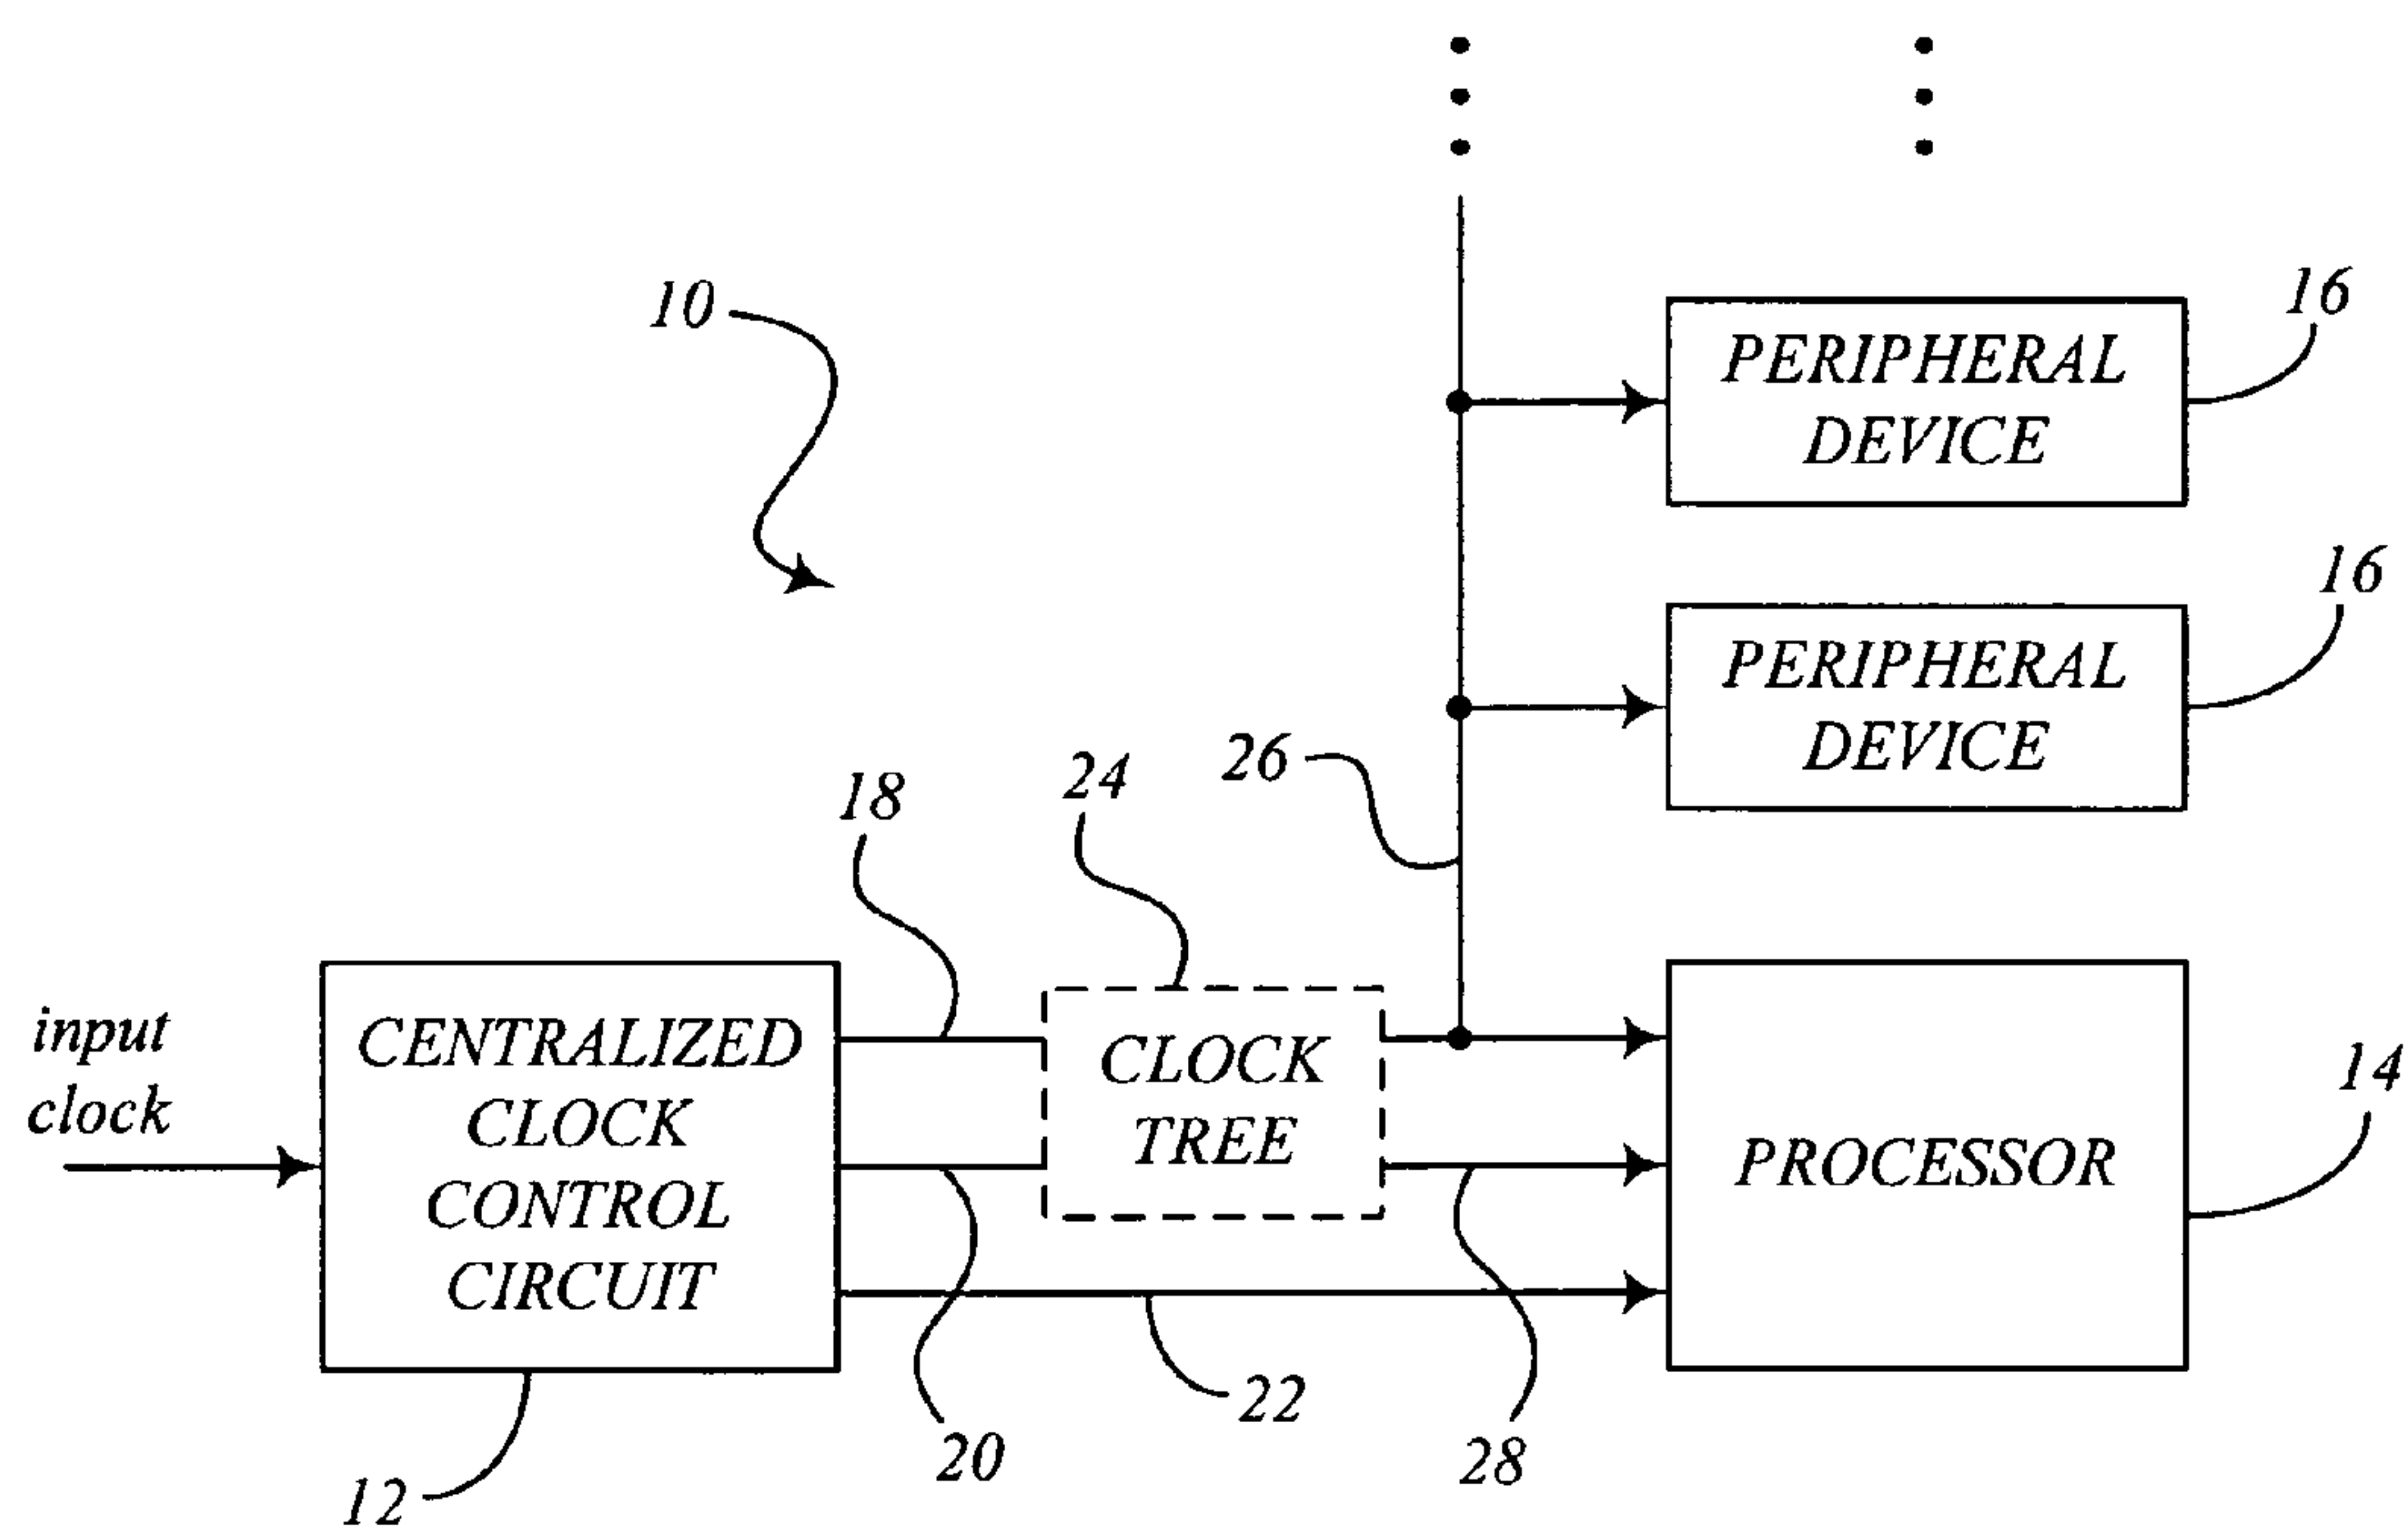 10
16
PERIPHERAL
DEVICE
16
PERIPHERAL
DEVICE
26
24
18
input
clock
CENTRALIZED
CLOCK
CONTROL
CIRCUIT
CLOCK
TREE
PROCESSOR
14
22
20
28
12